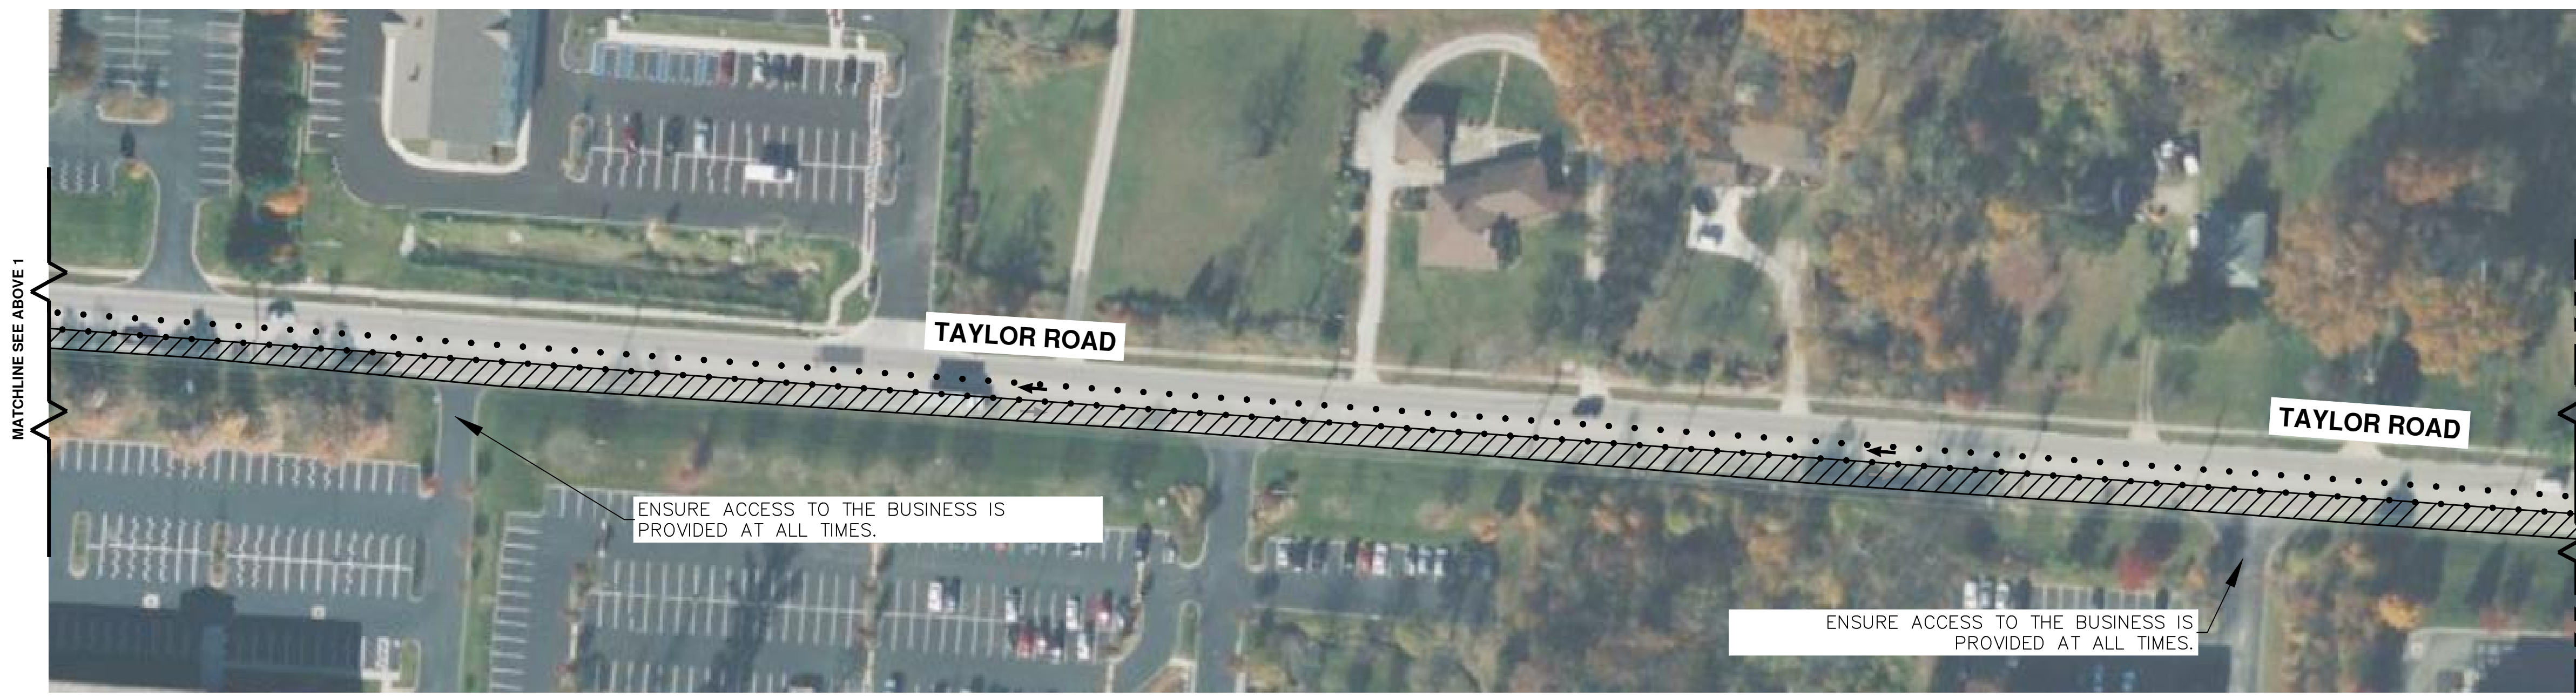 MATCHLINE SEE ABOVE 1
TAYLOR ROAD
TAYLOR ROAD
ENSURE ACCESS TO THE BUSINESS IS
PROVIDED AT ALL TIMES.
ENSURE ACCESS TO THE BUSINESS IS
PROVIDED AT ALL TIMES.